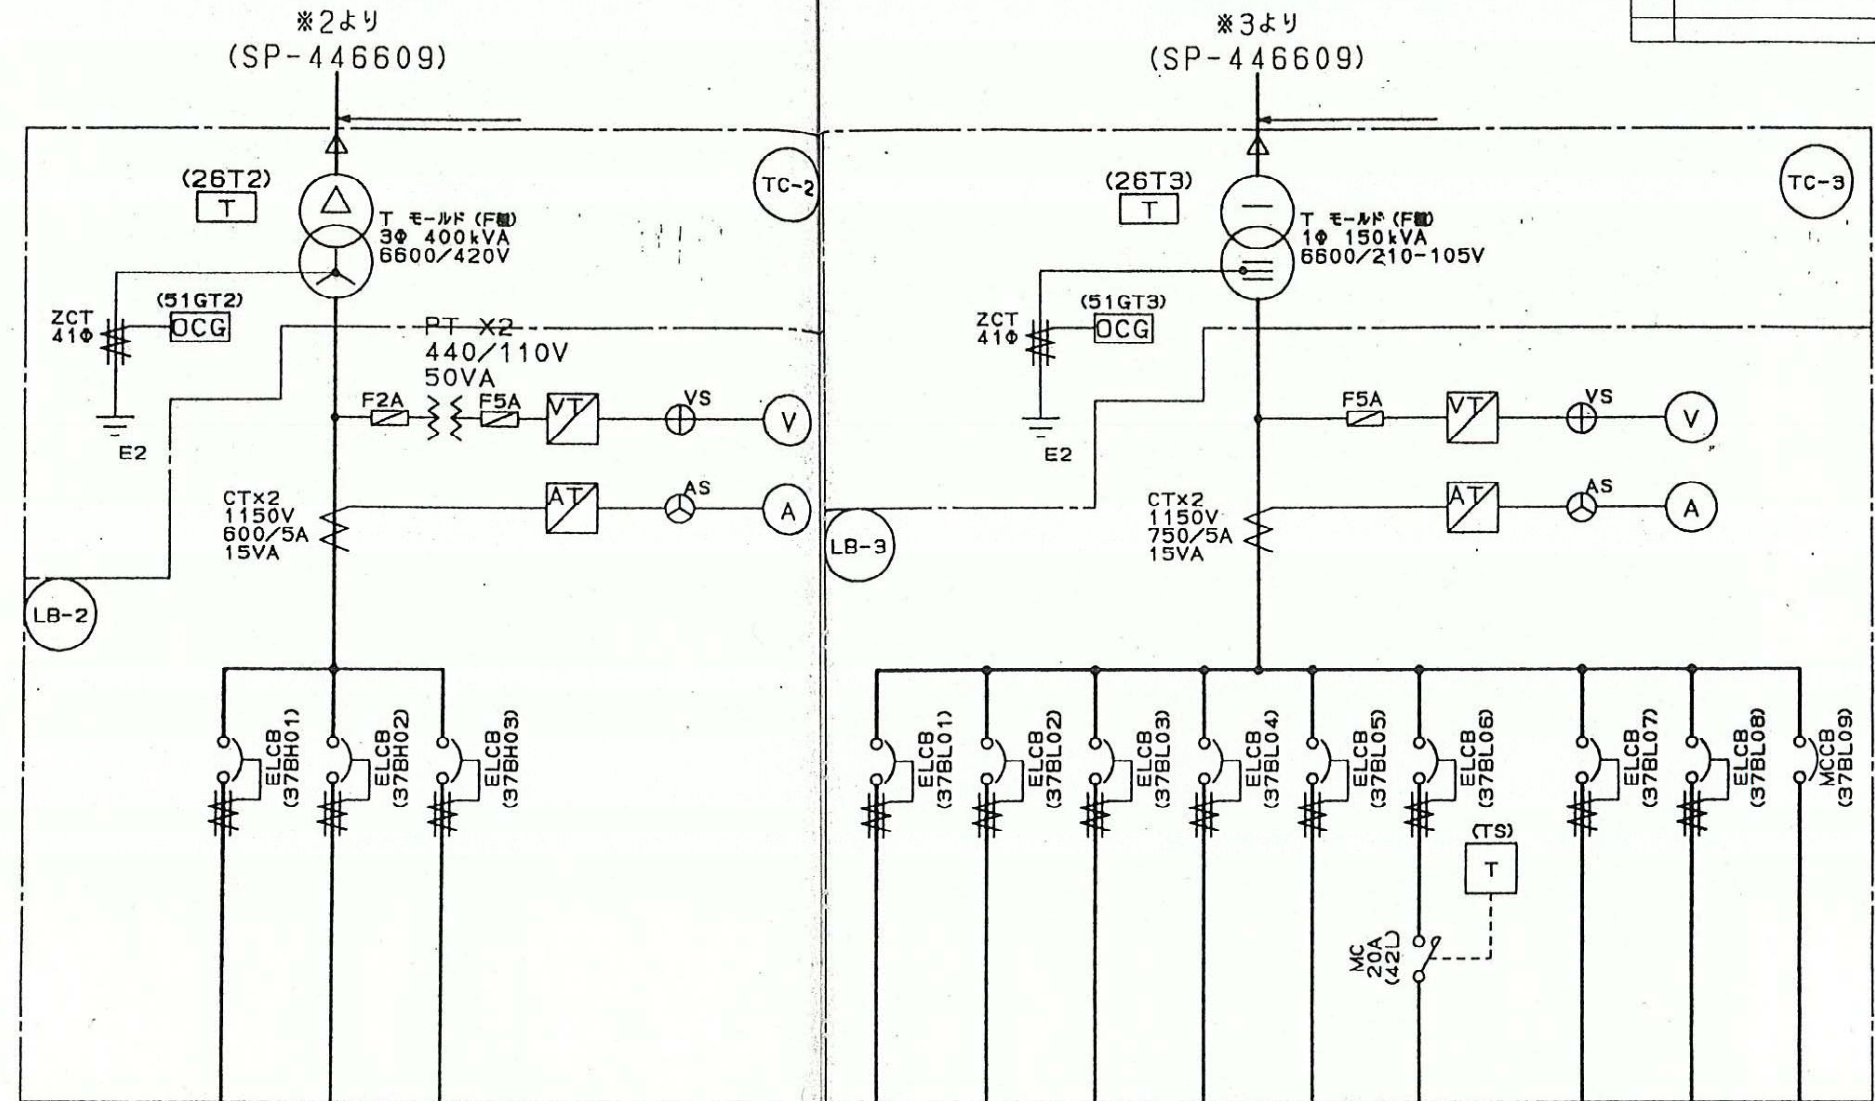 ※2より
(SP-446609)
※3より
(SP-446609)
TC-2
(26T2)
T
T モールド (F種)
3Φ 400kVA
6600/420V
ZCT
41Φ
(51GT2)
OCG
E2
PT X2
440/110V
50VA
F2A
F5A
VT
VS
V
CTx2
1150V
600/5A
15VA
AT
AS
A
LB-2
ELCB
(37BH01)
ELCB
(37BH02)
ELCB
(37BH03)
TC-3
(26T3)
T
T モールド (F種)
1Φ 150kVA
6600/210-105V
ZCT
41Φ
(51GT3)
OCG
E2
F5A
VT
VS
V
CTx2
1150V
750/5A
15VA
AT
AS
A
LB-3
ELCB
(37BL01)
ELCB
(37BL02)
ELCB
(37BL03)
ELCB
(37BL04)
ELCB
(37BL05)
ELCB
(37BL06)
ELCB
(37BL07)
ELCB
(37BL08)
MCCB
(37BL09)
(TS)
T
MC
20A
(42L)